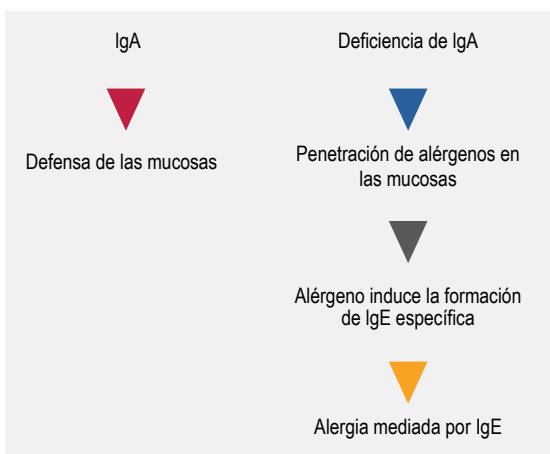 IgA
Defensa de las mucosas
Deficiencia de IgA
Penetración de alérgenos en
las mucosas
Alérgeno induce la formación
de IgE específica
Alergia mediada por IgE